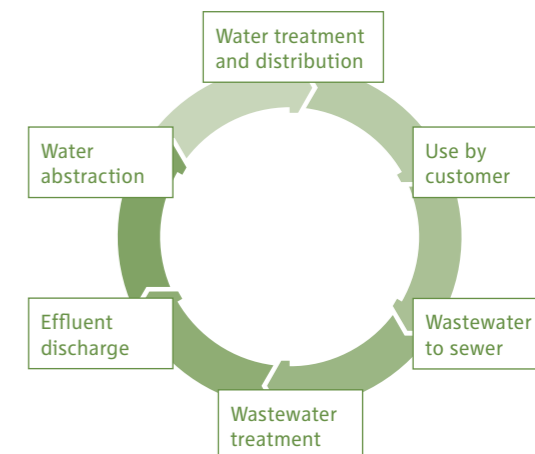 Water treatment
and distribution
Use by
customer
Wastewater
to sewer
Wastewater
treatment
Effluent
discharge
Water
abstraction